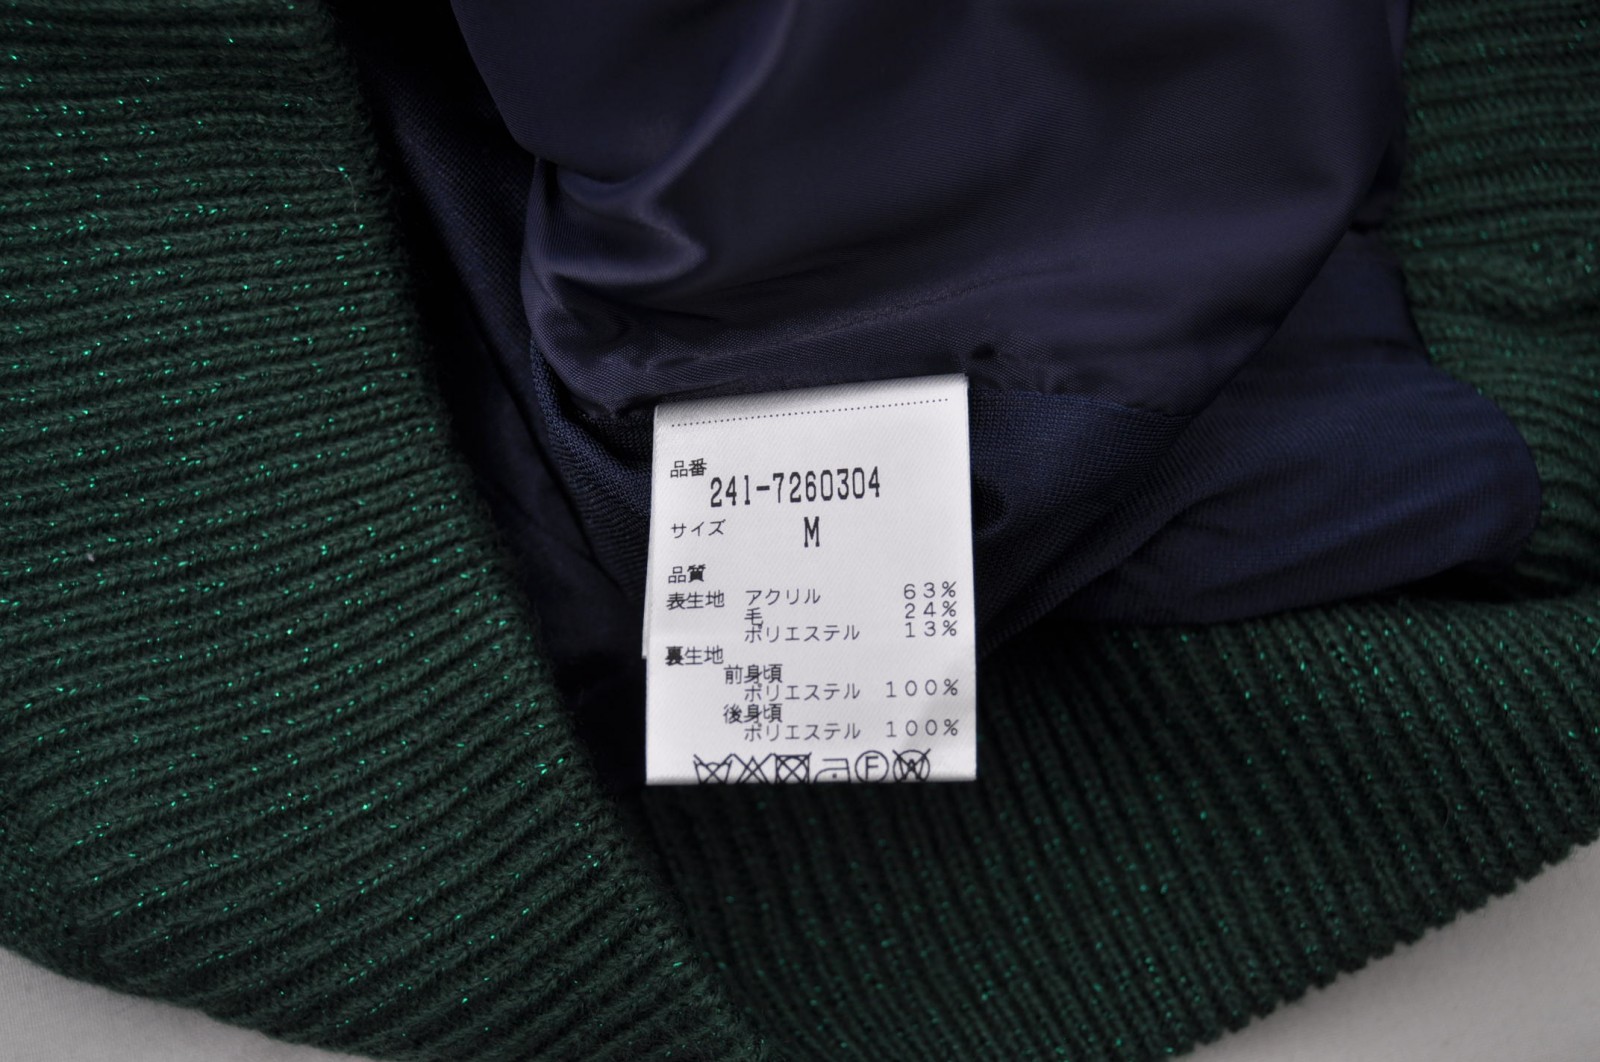 品番
241-7260304
サイズ M
品質
表生地 アクリル 63%
毛 24%
ポリエステル 13%
裏生地
前身頃
ポリエステル 100%
後身頃
ポリエステル 100%
F W